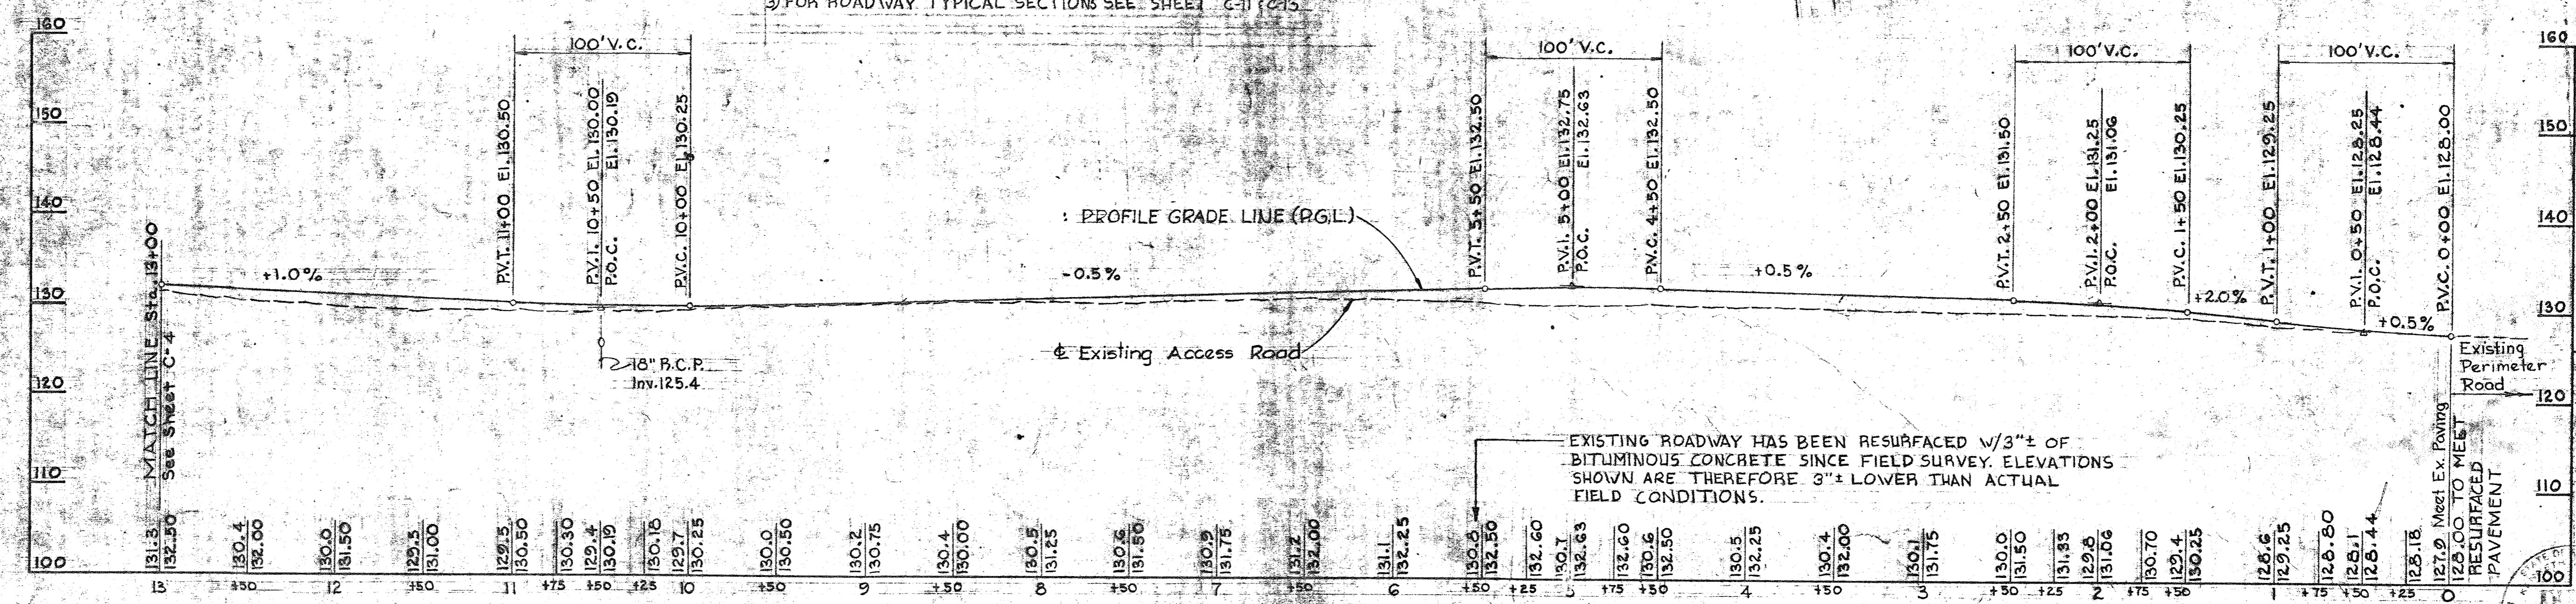 3) FOR ROADWAY TYPICAL SECTIONS SEE SHEET C-11 & C-13
160
150
140
130
120
110
100
100' V.C.
100' V.C.
100' V.C.
100' V.C.
160
150
140
130
120
110
100
MATCH LINE Sta. 13+00
See Sheet C-4
+1.0%
P.V.T. 11+00 El. 130.50
P.V.I. 10+50 El. 130.00
P.O.C. El. 130.19
P.V.C. 10+00 El. 130.25
18" R.C.P.
Inv. 125.4
-0.5%
PROFILE GRADE LINE (P.G.L.)
℄ Existing Access Road
P.V.T. 5+50 El. 132.50
P.V.I. 5+00 El. 132.75
P.O.C. El. 132.63
P.V.C. 4+50 El. 132.50
+0.5%
P.V.T. 2+50 El. 131.50
P.V.I. 2+00 El. 131.25
P.O.C. El. 131.06
P.V.C. 1+50 El. 130.25
+2.0%
P.V.T. 1+00 El. 129.25
P.V.I. 0+50 El. 128.25
P.O.C. El. 128.44
+0.5%
P.V.C. 0+00 El. 128.00
Existing
Perimeter
Road
EXISTING ROADWAY HAS BEEN RESURFACED W/3"± OF
BITUMINOUS CONCRETE SINCE FIELD SURVEY. ELEVATIONS
SHOWN ARE THEREFORE 3"± LOWER THAN ACTUAL
FIELD CONDITIONS.
131.3
132.50
130.4
132.00
130.0
131.50
129.5
131.00
129.5
130.50
130.30
129.4
130.19
130.18
129.7
130.25
130.0
130.50
130.2
130.75
130.4
130.00
130.5
131.25
130.6
131.50
130.9
131.75
131.2
132.00
131.1
132.25
130.8
132.50
132.60
130.7
132.63
132.60
130.6
132.50
130.5
132.25
130.4
132.00
130.1
131.75
130.0
131.50
131.35
129.8
131.06
130.70
129.4
130.25
128.6
129.25
128.80
128.1
128.44
128.18
127.9 Meet Ex. Paving
128.00 TO MEET
RESURFACED
PAVEMENT
13 +50 12 +50 11 +75 +50 +25 10 +50 9 +50 8 +50 7 +50 6 +50 +25 5 +75 +50 4 +50 3 +50 +25 2 +75 +50 1 +75 +50 +25 0